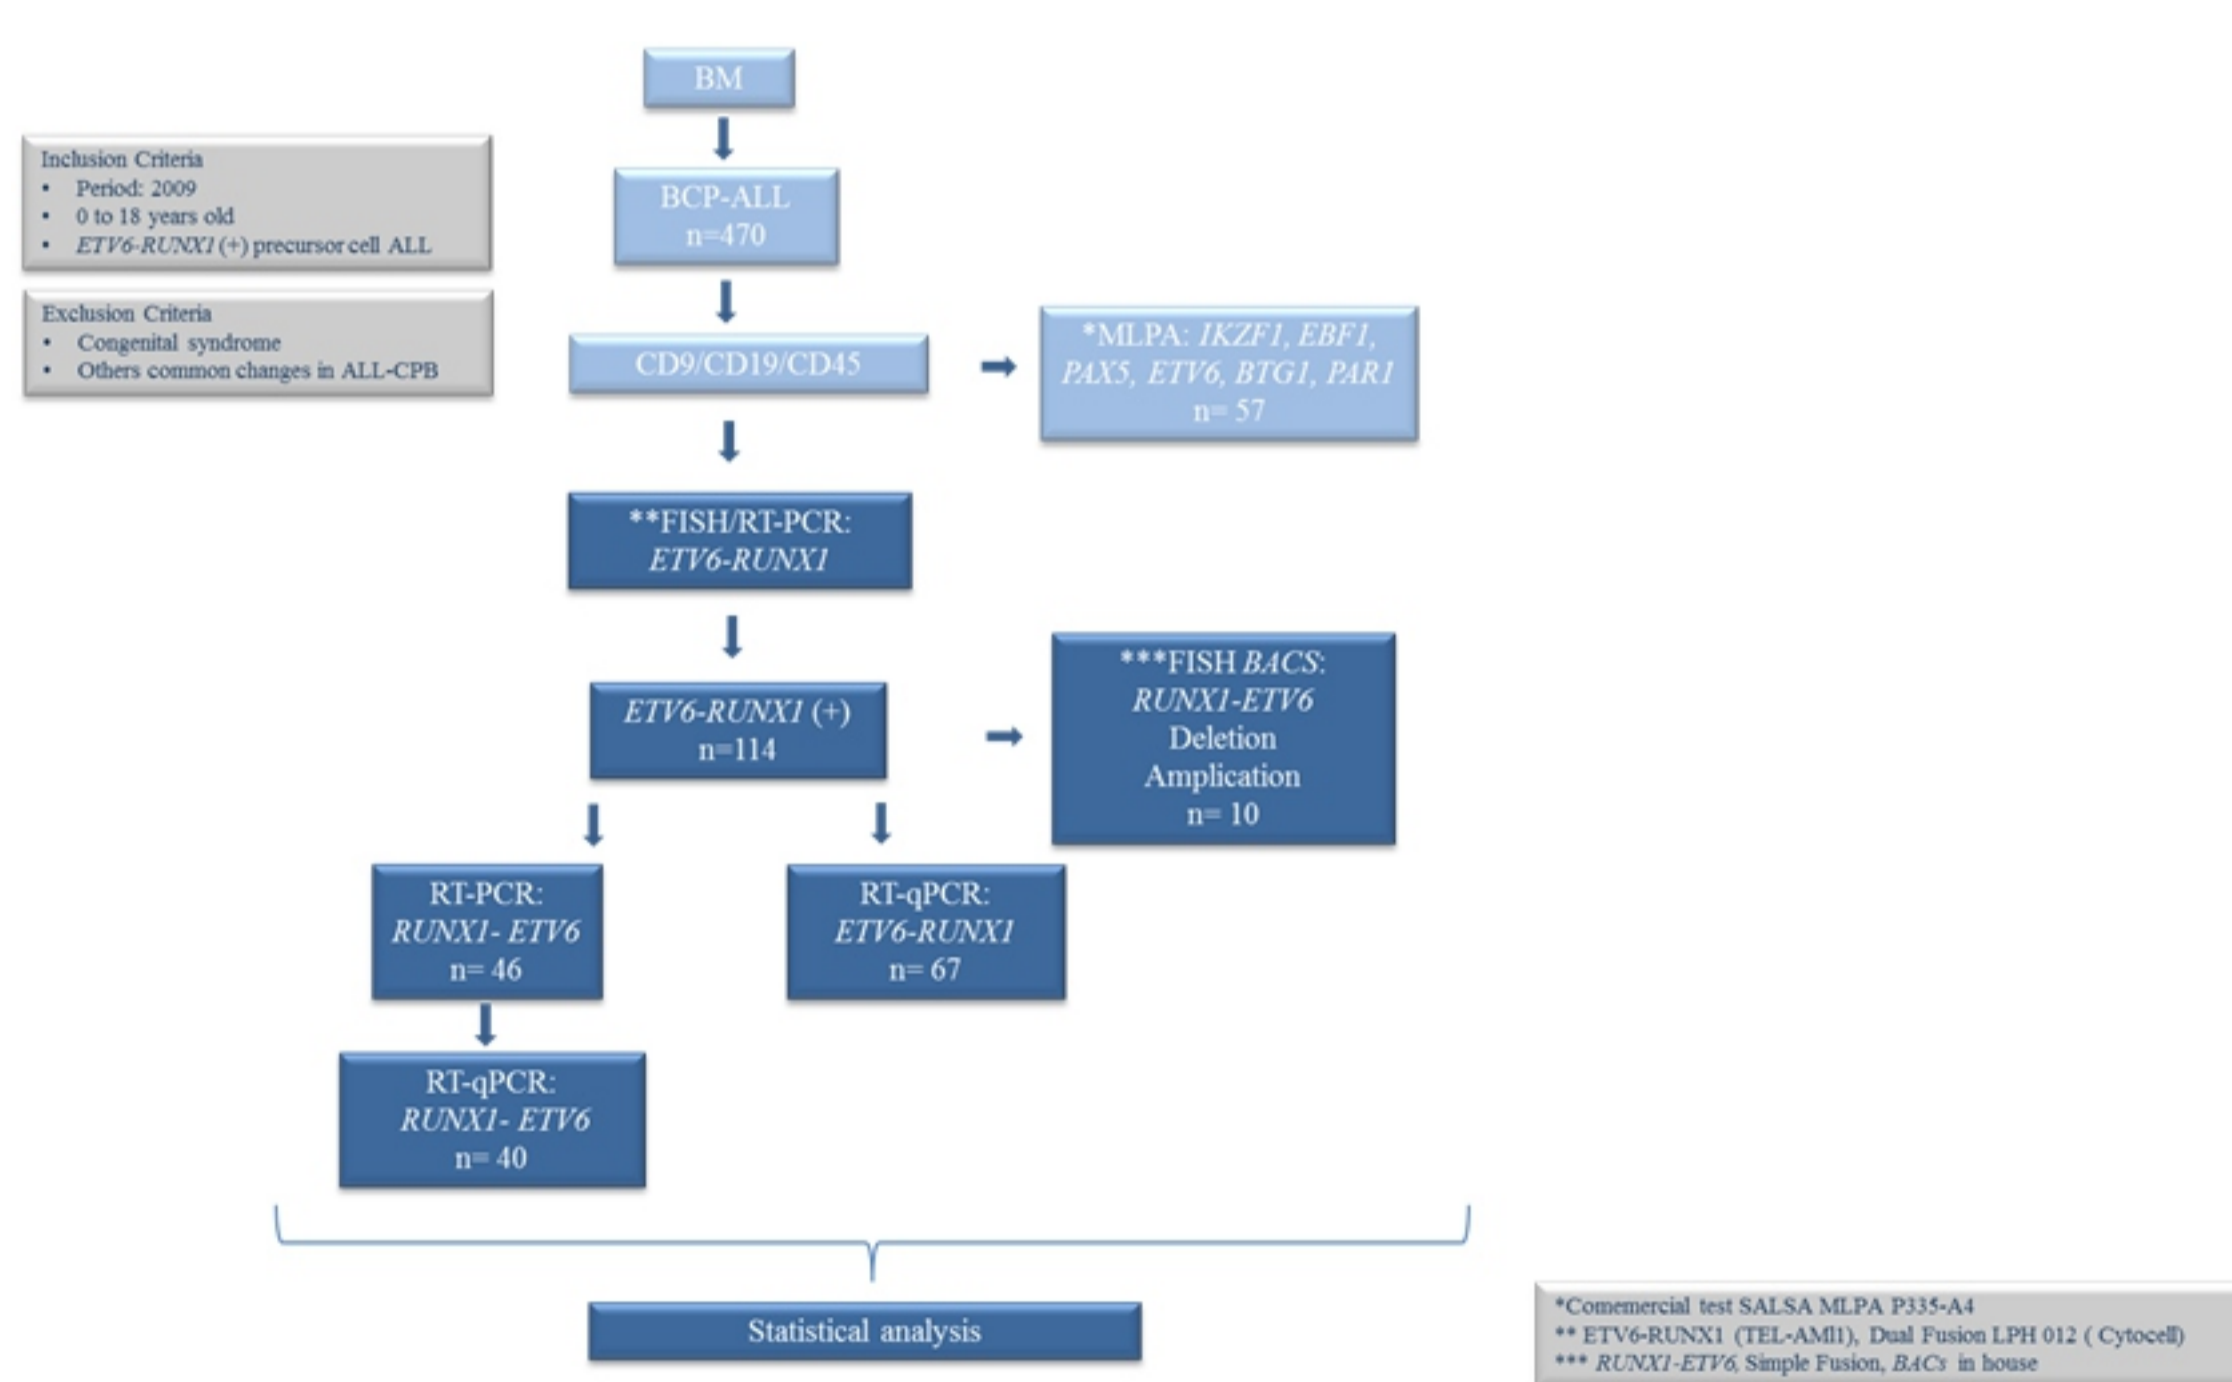 BM
Inclusion Criteria
• Period: 2009
• 0 to 18 years old
• ETV6-RUNX1 (+) precursor cell ALL
Exclusion Criteria
• Congenital syndrome
• Others common changes in ALL-CPB
BCP-ALL
n=470
CD9/CD19/CD45
*MLPA: IKZF1, EBF1,
PAX5, ETV6, BTG1, PAR1
n= 57
**FISH/RT-PCR:
ETV6-RUNX1
ETV6-RUNX1 (+)
n=114
***FISH BACS:
RUNX1-ETV6
Deletion
Amplication
n= 10
RT-PCR:
RUNX1- ETV6
n= 46
RT-qPCR:
ETV6-RUNX1
n= 67
RT-qPCR:
RUNX1- ETV6
n= 40
Statistical analysis
*Comemercial test SALSA MLPA P335-A4
** ETV6-RUNX1 (TEL-AMl1), Dual Fusion LPH 012 ( Cytocell)
*** RUNX1-ETV6, Simple Fusion, BACs in house